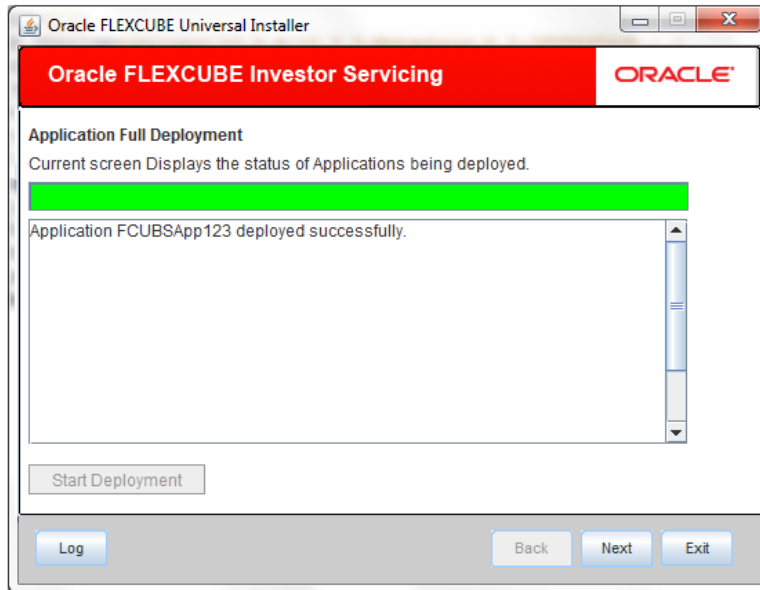 Oracle FLEXCUBE Universal Installer
Oracle FLEXCUBE Investor Servicing
ORACLE
Application Full Deployment
Current screen Displays the status of Applications being deployed.
Application FCUBSApp123 deployed successfully.
Start Deployment
Log
Back
Next
Exit